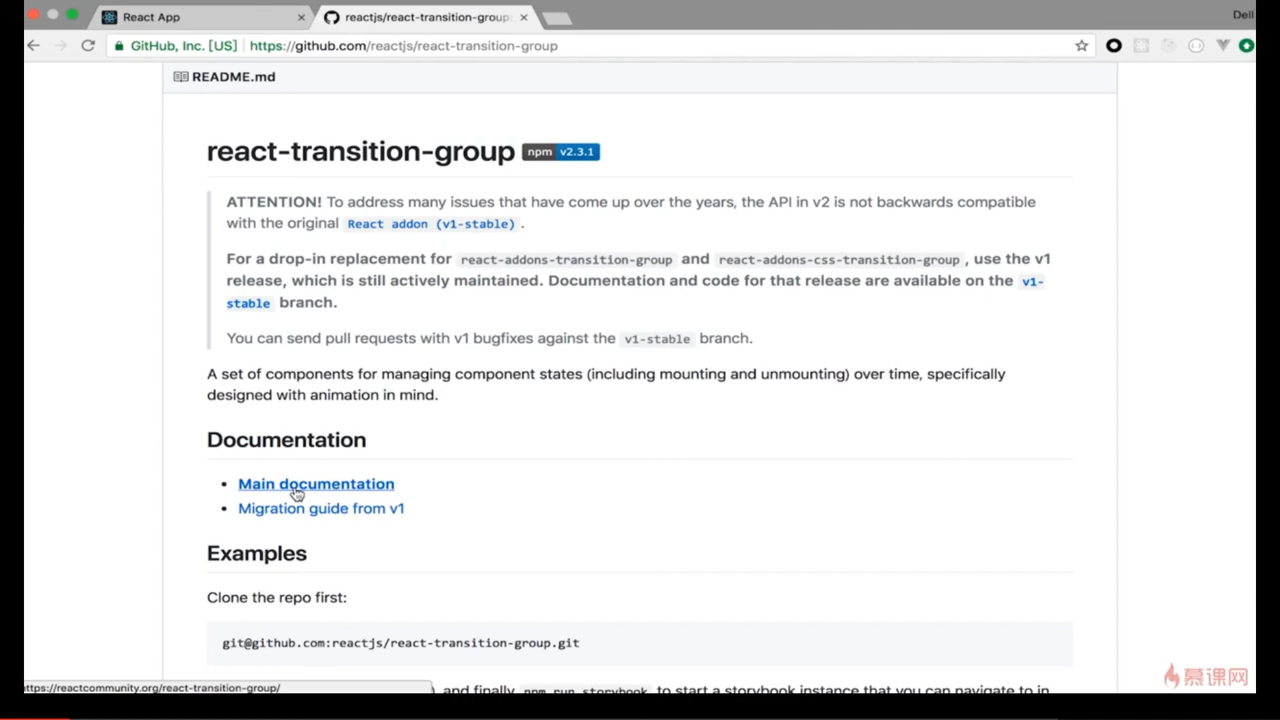 React App
reactjs/react-transition-group:
Dell
GitHub, Inc. [US]
https://github.com/reactjs/react-transition-group
README.md
react-transition-group npm v2.3.1
ATTENTION! To address many issues that have come up over the years, the API in v2 is not backwards compatible
with the original React addon (v1-stable) .
For a drop-in replacement for react-addons-transition-group and react-addons-css-transition-group , use the v1
release, which is still actively maintained. Documentation and code for that release are available on the v1-
stable branch.
You can send pull requests with v1 bugfixes against the v1-stable branch.
A set of components for managing component states (including mounting and unmounting) over time, specifically
designed with animation in mind.
Documentation
• Main documentation
• Migration guide from v1
Examples
Clone the repo first:
git@github.com:reactjs/react-transition-group.git
) and finally npm run storybook to start a storybook instance that you can navigate to in
ttps://reactcommunity.org/react-transition-group/
慕课网